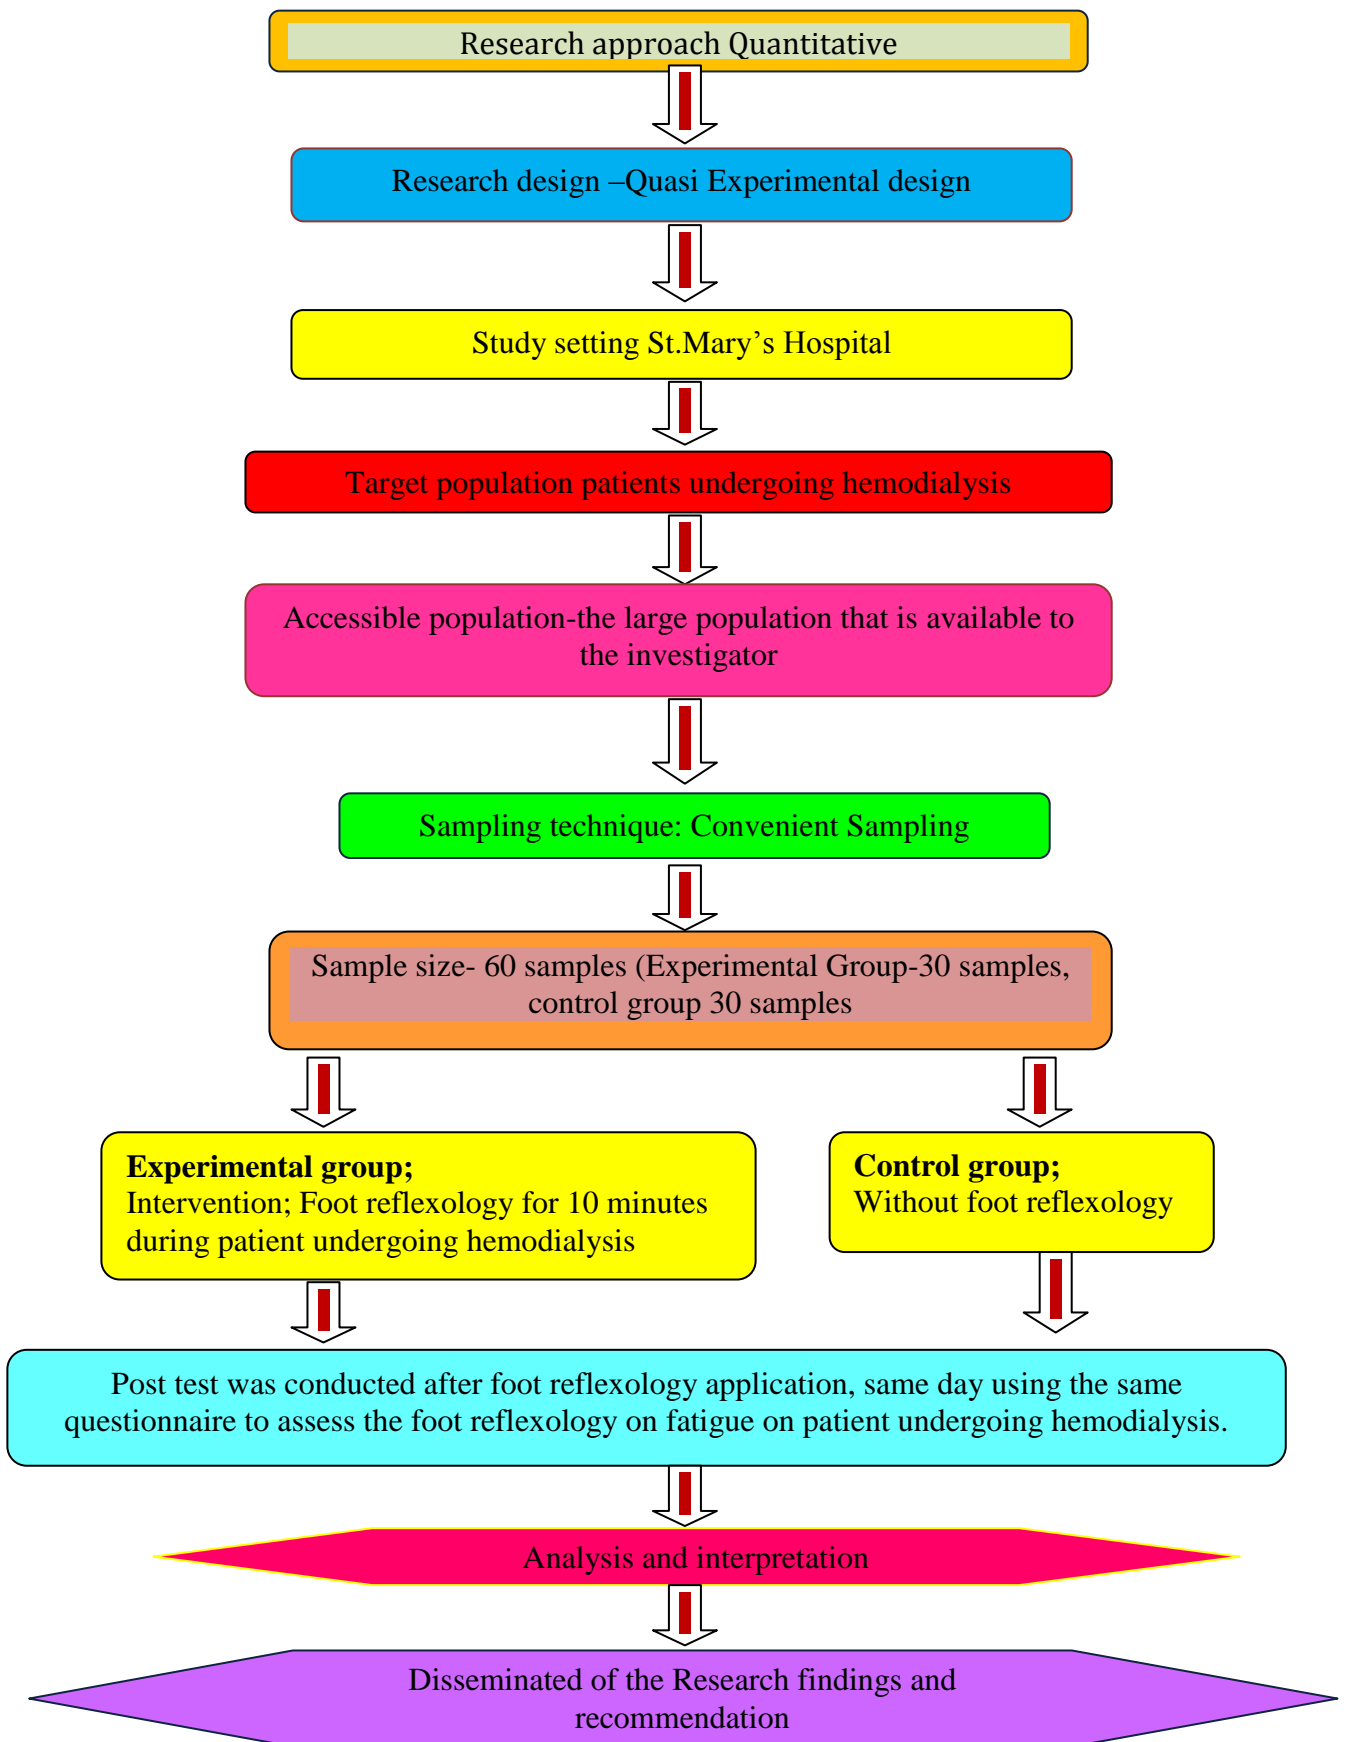 Research approach Quantitative
Research design –Quasi Experimental design
Study setting St.Mary’s Hospital
Target population patients undergoing hemodialysis
Accessible population-the large population that is available to
the investigator
Sampling technique: Convenient Sampling
Sample size- 60 samples (Experimental Group-30 samples,
control group 30 samples
Experimental group;
Intervention; Foot reflexology for 10 minutes
during patient undergoing hemodialysis
Control group;
Without foot reflexology
Post test was conducted after foot reflexology application, same day using the same
questionnaire to assess the foot reflexology on fatigue on patient undergoing hemodialysis.
Analysis and interpretation
Disseminated of the Research findings and
recommendation